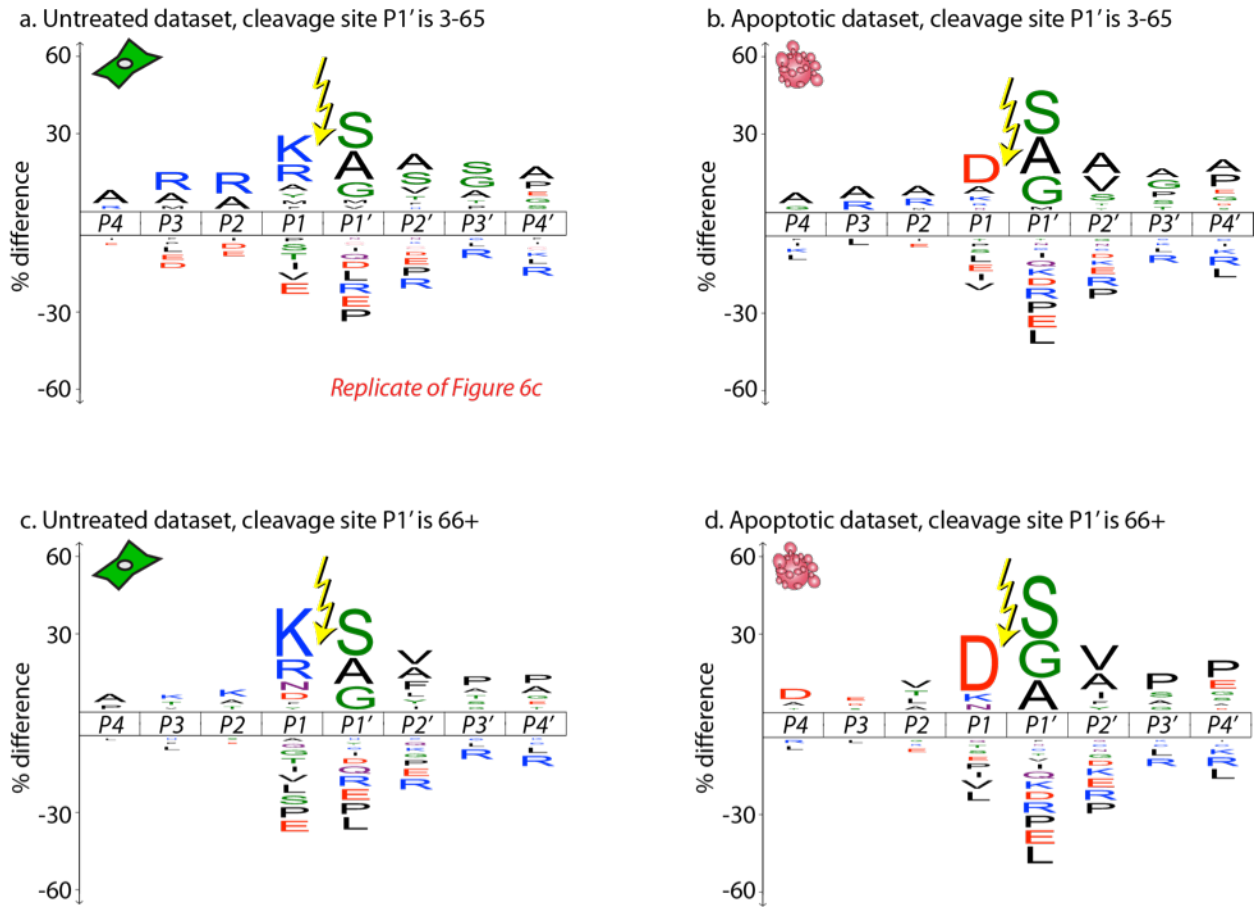 a. Untreated dataset, cleavage site P1′ is 3-65
60
30
% difference
-30
-60
A
R
A
R
A
K
R
A
S
A
G
A
S
V
S
G
A
P
E
G
P4 P3 P2 P1 P1′ P2′ P3′ P4′
L
E
D
D
E
S
T
I
V
E
Q
D
L
R
E
P
E
P
R
L
R
K
L
R
Replicate of Figure 6c
b. Apoptotic dataset, cleavage site P1′ is 3-65
60
30
% difference
-30
-60
A
G
A
R
A
R
D
A
K
S
A
G
M
A
V
S
A
G
P
S
A
P
E
G
P4 P3 P2 P1 P1′ P2′ P3′ P4′
K
L
L
E
S
L
E
I
V
Q
K
D
R
P
E
L
D
K
E
R
P
L
R
K
R
L
c. Untreated dataset, cleavage site P1′ is 66+
60
30
% difference
-30
-60
A
P
K
K
A
K
R
N
D
S
A
G
V
A
F
L
P
A
P
A
G
P4 P3 P2 P1 P1′ P2′ P3′ P4′
G
T
I
V
L
S
P
E
I
D
Q
R
E
P
L
K
G
P
E
R
L
R
K
L
R
d. Apoptotic dataset, cleavage site P1′ is 66+
60
30
% difference
-30
-60
D
A
E
V
T
L
A
D
K
N
S
G
A
V
A
I
P
S
A
P
E
G
P4 P3 P2 P1 P1′ P2′ P3′ P4′
L
L
R
E
S
E
P
I
V
L
V
I
Q
K
D
R
P
E
L
G
D
K
E
R
P
L
R
K
R
L